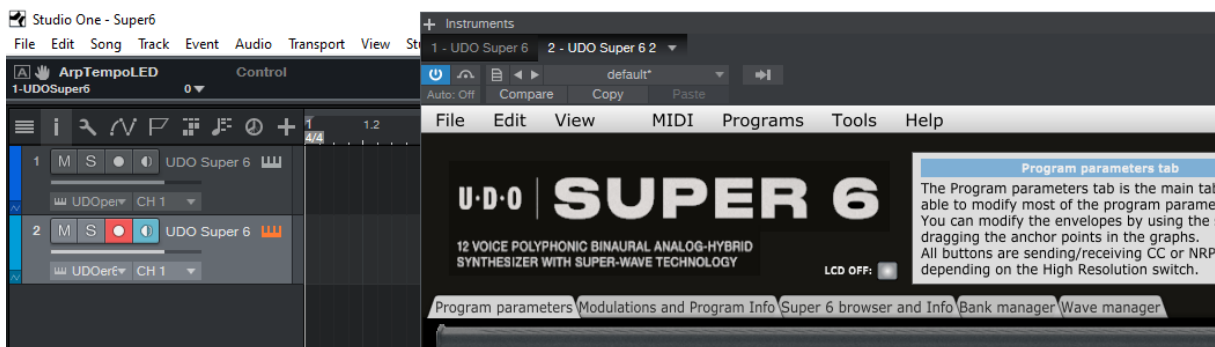 Studio One - Super6
File Edit Song Track Event Audio Transport View St
A ArpTempoLED Control
1-UDOSuper6 0
1 1.2
4/4
1 M S UDO Super 6
UDOper CH 1
2 M S UDO Super 6
UDOer6 CH 1
+ Instruments
1 - UDO Super 6 2 - UDO Super 6 2
default*
Auto: Off Compare Copy Paste
File Edit View MIDI Programs Tools Help
U·D·O | SUPER 6
12 VOICE POLYPHONIC BINAURAL ANALOG-HYBRID
SYNTHESIZER WITH SUPER-WAVE TECHNOLOGY
LCD OFF:
Program parameters tab
The Program parameters tab is the main tab
able to modify most of the program parame
You can modify the envelopes by using the s
dragging the anchor points in the graphs.
All buttons are sending/receiving CC or NRP
depending on the High Resolution switch.
Program parameters Modulations and Program Info Super 6 browser and Info Bank manager Wave manager